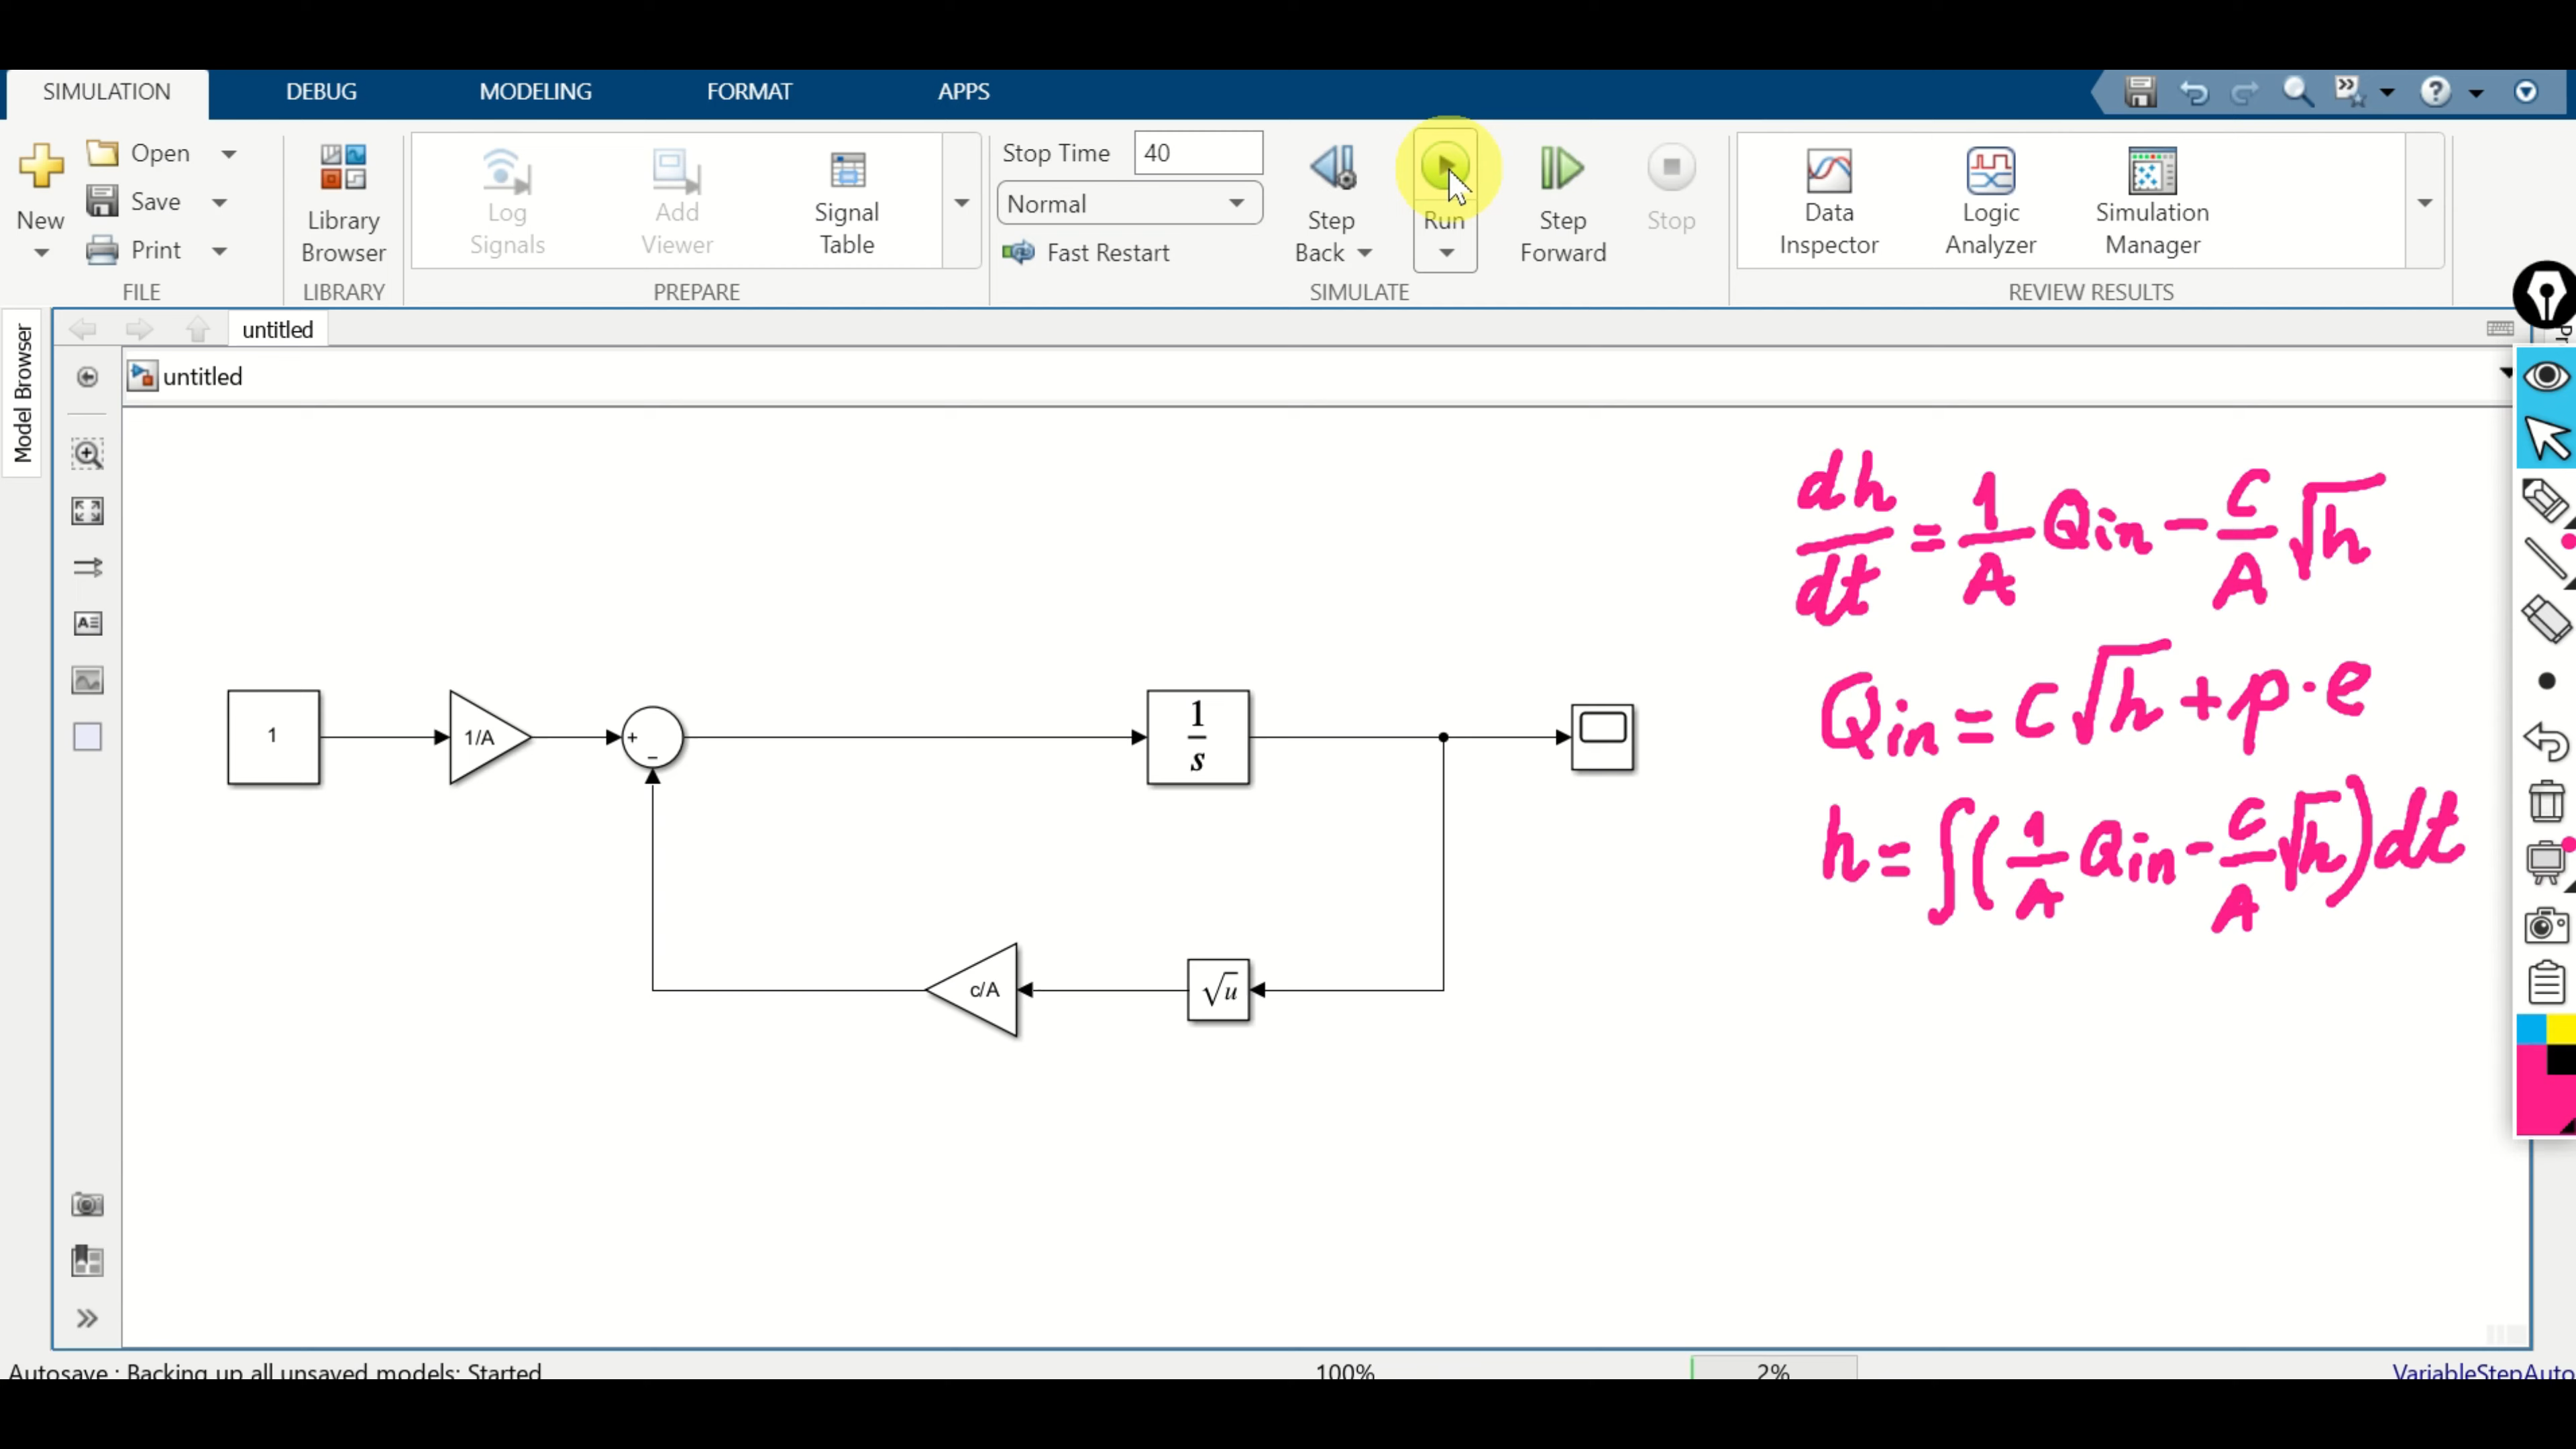 SIMULATION DEBUG MODELING FORMAT APPS
New
Open
Save
Print
FILE
Library
Browser
LIBRARY
Log
Signals
Add
Viewer
Signal
Table
PREPARE
Stop Time 40
Normal
Fast Restart
Step
Back
Run
Step
Forward
Stop
SIMULATE
Data
Inspector
Logic
Analyzer
Simulation
Manager
REVIEW RESULTS
Model Browser
untitled
untitled
dh/dt = 1/A Qin - c/A √h
Qin = c√h + p·e
h = ∫(1/A Qin - c/A √h)dt
1
1/A
+
−
1/s
c/A
√u
Autosave : Backing up all unsaved models: Started 100% 2% VariableStepAuto